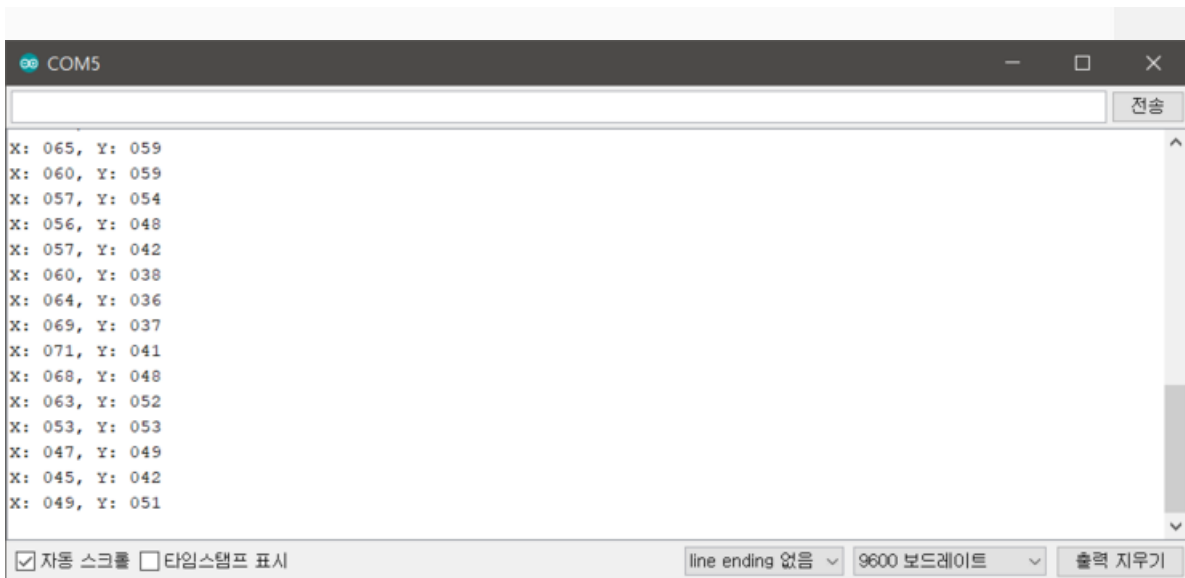 COM5
전송
X: 065, Y: 059
X: 060, Y: 059
X: 057, Y: 054
X: 056, Y: 048
X: 057, Y: 042
X: 060, Y: 038
X: 064, Y: 036
X: 069, Y: 037
X: 071, Y: 041
X: 068, Y: 048
X: 063, Y: 052
X: 053, Y: 053
X: 047, Y: 049
X: 045, Y: 042
X: 049, Y: 051
자동 스크롤 타임스탬프 표시 line ending 없음 9600 보드레이트 출력 지우기